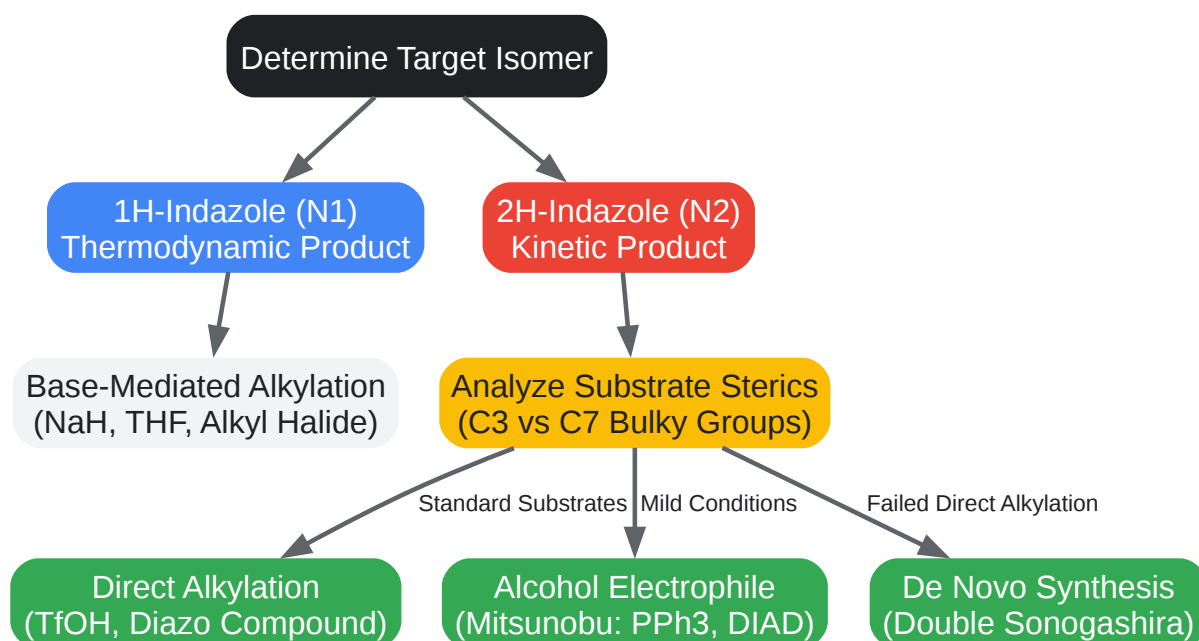 Determine Target Isomer
1H-Indazole (N1)
Thermodynamic Product
2H-Indazole (N2)
Kinetic Product
Base-Mediated Alkylation
(NaH, THF, Alkyl Halide)
Analyze Substrate Sterics
(C3 vs C7 Bulky Groups)
Standard Substrates
Mild Conditions
Failed Direct Alkylation
Direct Alkylation
(TfOH, Diazo Compound)
Alcohol Electrophile
(Mitsunobu: PPh3, DIAD)
De Novo Synthesis
(Double Sonogashira)